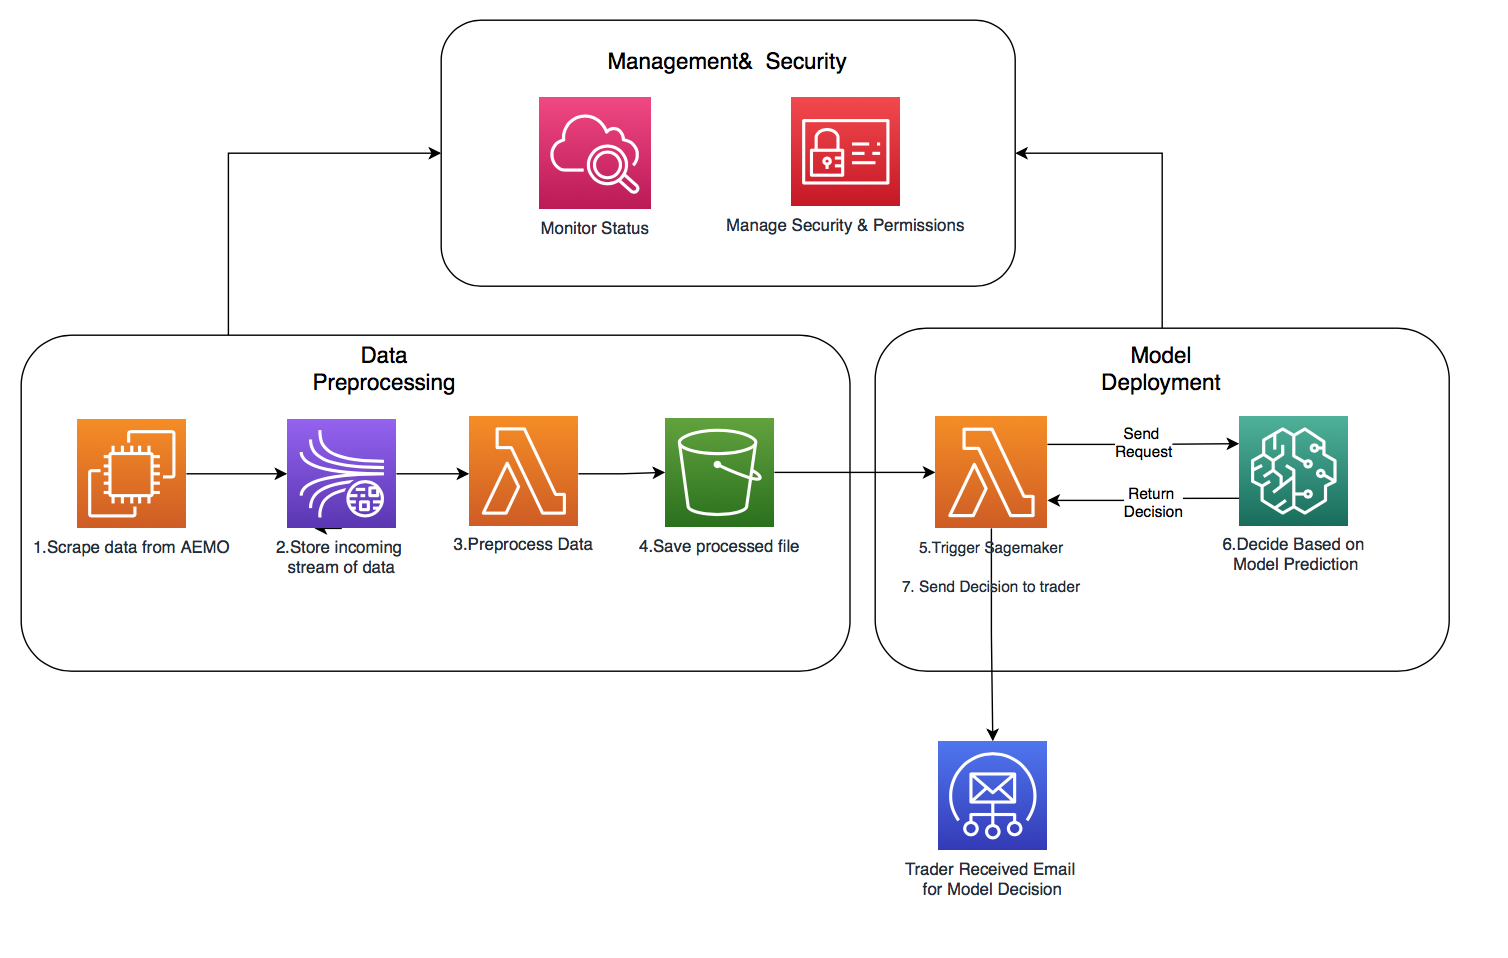 Management&  Security
Monitor Status
Manage Security & Permissions
Data
Preprocessing
1.Scrape data from AEMO
2.Store incoming
stream of data
3.Preprocess Data
4.Save processed file
Model
Deployment
Send
Request
Return
Decision
5.Trigger Sagemaker
6.Decide Based on
Model Prediction
7. Send Decision to trader
Trader Received Email
for Model Decision